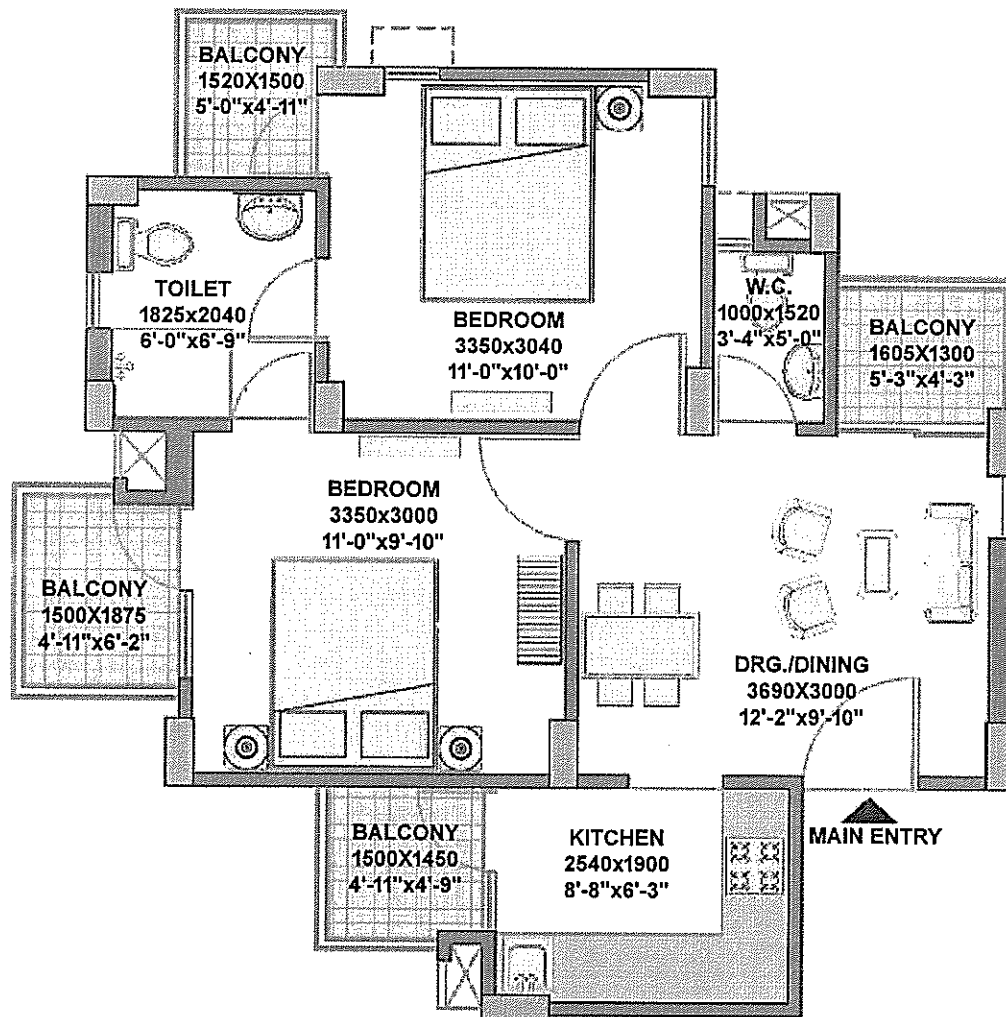 BALCONY
1520X1500
5'-0"x4'-11"
TOILET
1825x2040
6'-0"x6'-9"
BEDROOM
3350x3040
11'-0"x10'-0"
W.C.
1000x1520
3'-4"x5'-0"
BALCONY
1605X1300
5'-3"x4'-3"
BEDROOM
3350x3000
11'-0"x9'-10"
BALCONY
1500X1875
4'-11"x6'-2"
DRG./DINING
3690X3000
12'-2"x9'-10"
BALCONY
1500X1450
4'-11"x4'-9"
KITCHEN
2540x1900
8'-8"x6'-3"
MAIN ENTRY